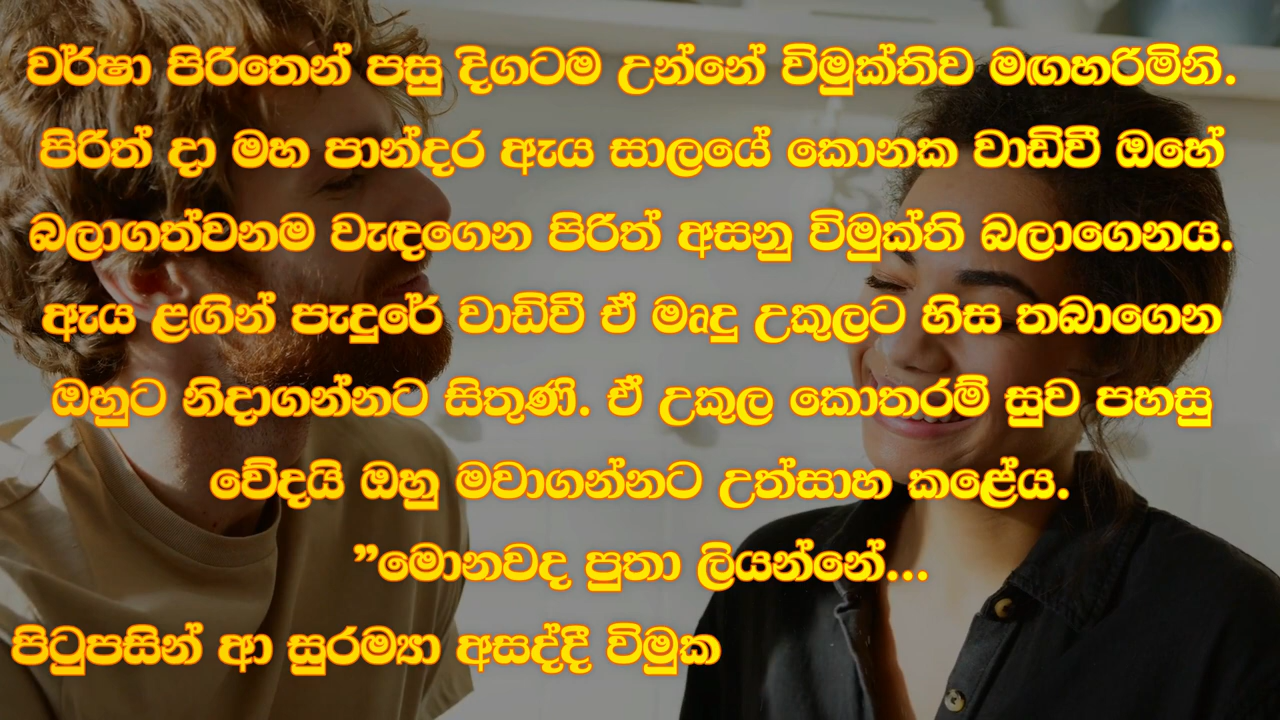 වර්ෂා පිරිතෙන් පසු දිගටම උන්නේ විමුක්තිව මඟහරිමිනි.
පිරිත් දා මහ පාන්දර ඇය සාලයේ කොනක වාඩිවී ඔහේ
බලාගත්වනම වැඳගෙන පිරිත් අසනු විමුක්ති බලාගෙනය.
ඇය ළඟින් පැදුරේ වාඩිවී ඒ මෘදු උකුලට හිස තබාගෙන
ඔහුට නිදාගන්නට සිතුණි. ඒ උකුල කොතරම් සුව පහසු
වේදයි ඔහු මවාගන්නට උත්සාහ කළේය.
”මොනවද පුතා ලියන්නේ...
පිටුපසින් ආ සුරම්‍යා අසද්දී විමුක